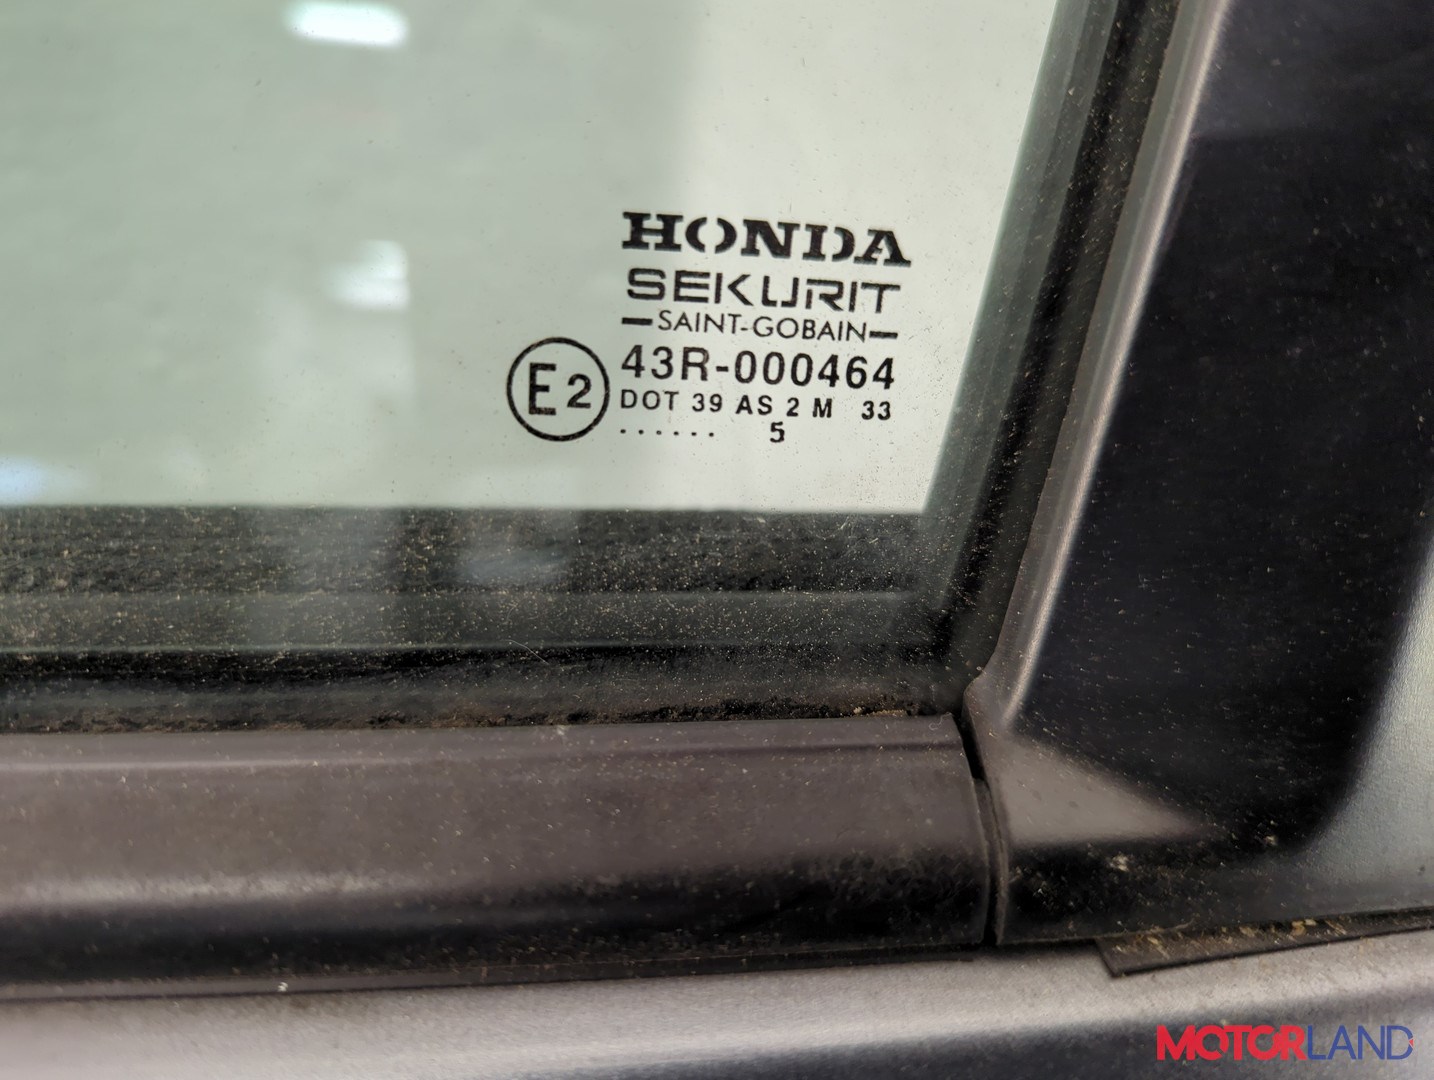 HONDA
SEKURIT
SAINT-GOBAIN
E2 43R-000464
DOT 39 AS 2 M 33
. . . . . . 5
MOTORLAND